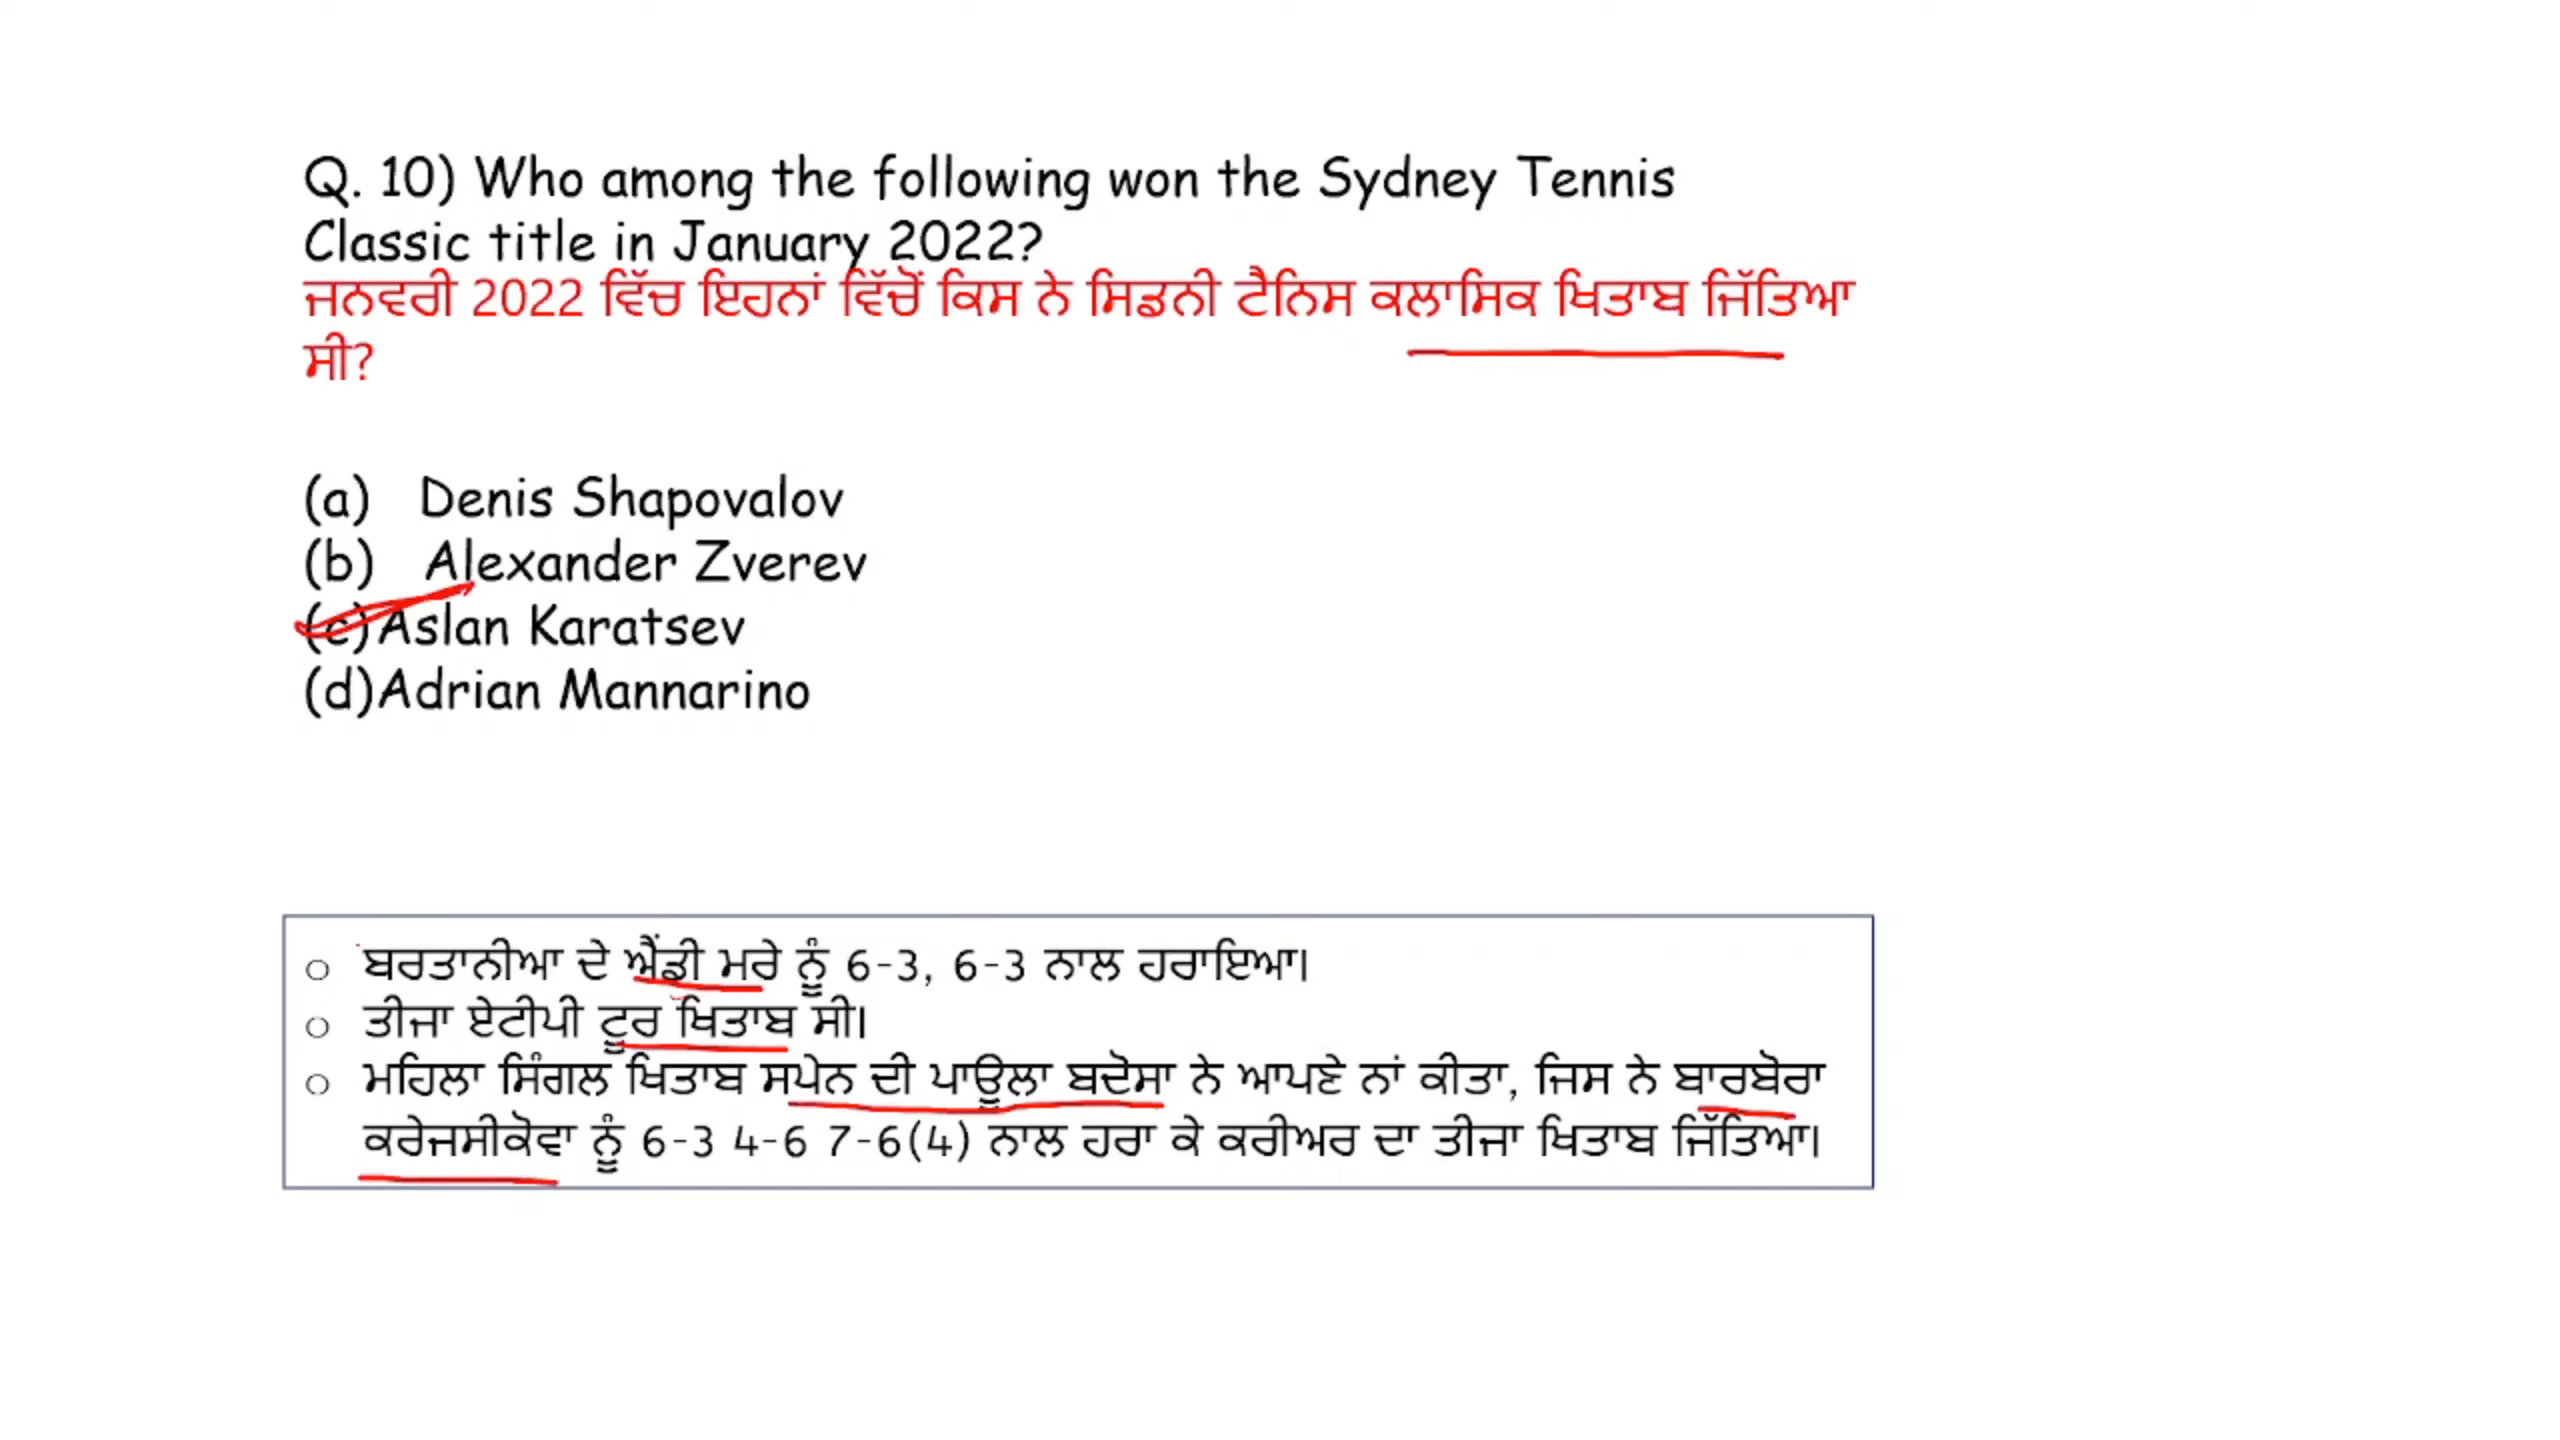 Q. 10) Who among the following won the Sydney Tennis
Classic title in January 2022?
ਜਨਵਰੀ 2022 ਵਿੱਚ ਇਹਨਾਂ ਵਿੱਚੋਂ ਕਿਸ ਨੇ ਸਿਡਨੀ ਟੈਨਿਸ ਕਲਾਸਿਕ ਖਿਤਾਬ ਜਿੱਤਿਆ
ਸੀ?
(a) Denis Shapovalov
(b) Alexander Zverev
(c)Aslan Karatsev
(d)Adrian Mannarino
○ ਬਰਤਾਨੀਆ ਦੇ ਐਂਡੀ ਮਰੇ ਨੂੰ 6-3, 6-3 ਨਾਲ ਹਰਾਇਆ।
○ ਤੀਜਾ ਏਟੀਪੀ ਟੂਰ ਖਿਤਾਬ ਸੀ।
○ ਮਹਿਲਾ ਸਿੰਗਲ ਖਿਤਾਬ ਸਪੇਨ ਦੀ ਪਾਊਲਾ ਬਦੋਸਾ ਨੇ ਆਪਣੇ ਨਾਂ ਕੀਤਾ, ਜਿਸ ਨੇ ਬਾਰਬੋਰਾ
ਕਰੇਜਸੀਕੋਵਾ ਨੂੰ 6-3 4-6 7-6(4) ਨਾਲ ਹਰਾ ਕੇ ਕਰੀਅਰ ਦਾ ਤੀਜਾ ਖਿਤਾਬ ਜਿੱਤਿਆ।